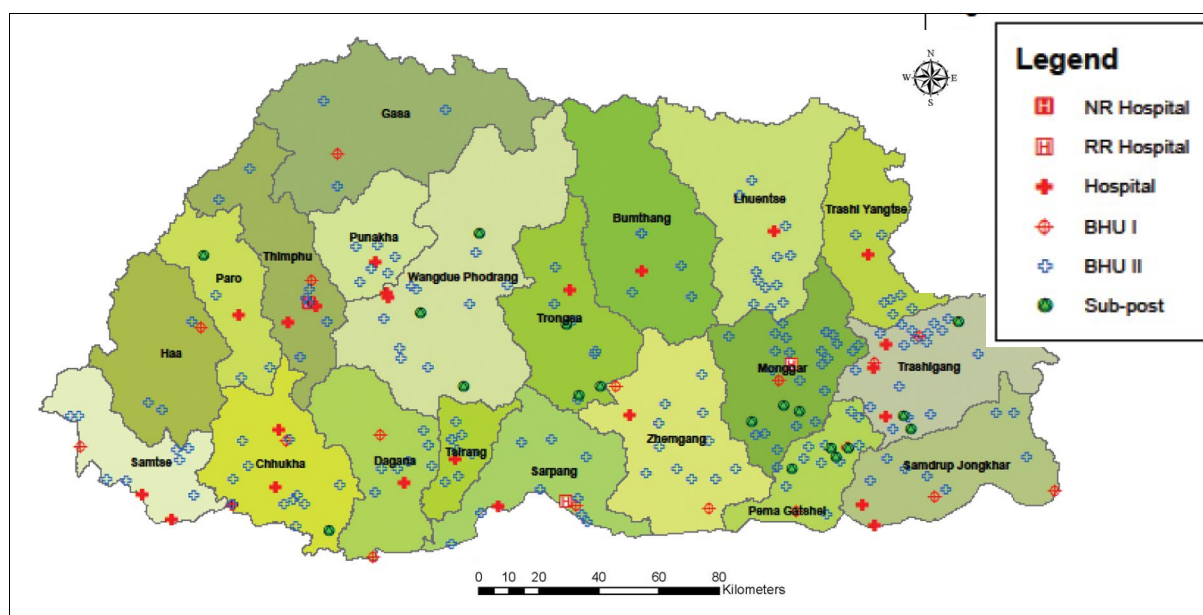 N
W E
S
Legend
NR Hospital
RR Hospital
Hospital
BHU I
BHU II
Sub-post
Gasa
Punakha
Thimphu
Paro
Haa
Wangdue Phodrang
Bumthang
Lhuentse
Trashi Yangtse
Trongsa
Monggar
Trashigang
Samtse
Chhukha
Dagana
Tsirang
Sarpang
Zhemgang
Pema Gatshel
Samdrup Jongkhar
0 10 20 40 60 80
Kilometers